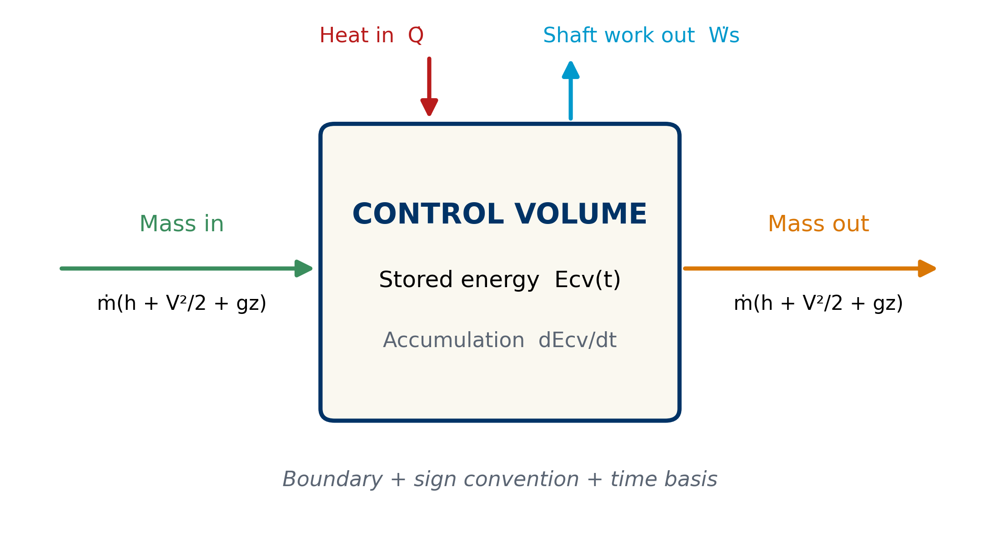 Heat in Q̇
Shaft work out Ẇs
CONTROL VOLUME
Mass in
Mass out
Stored energy Ecv(t)
ṁ(h + V²/2 + gz)
ṁ(h + V²/2 + gz)
Accumulation dEcv/dt
Boundary + sign convention + time basis